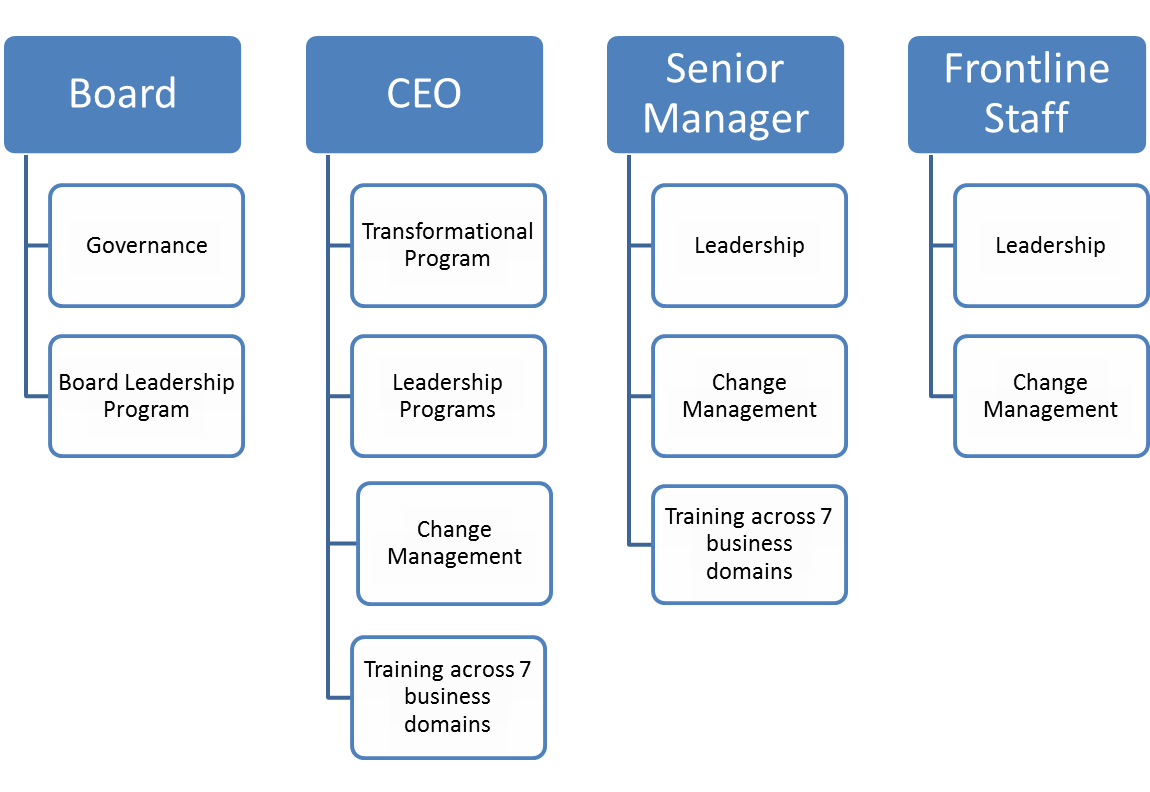 Board
Governance
Board Leadership
Program
CEO
Transformational
Program
Leadership
Programs
Change
Management
Training across 7
business
domains
Senior
Manager
Leadership
Change
Management
Training across 7
business
domains
Frontline
Staff
Leadership
Change
Management